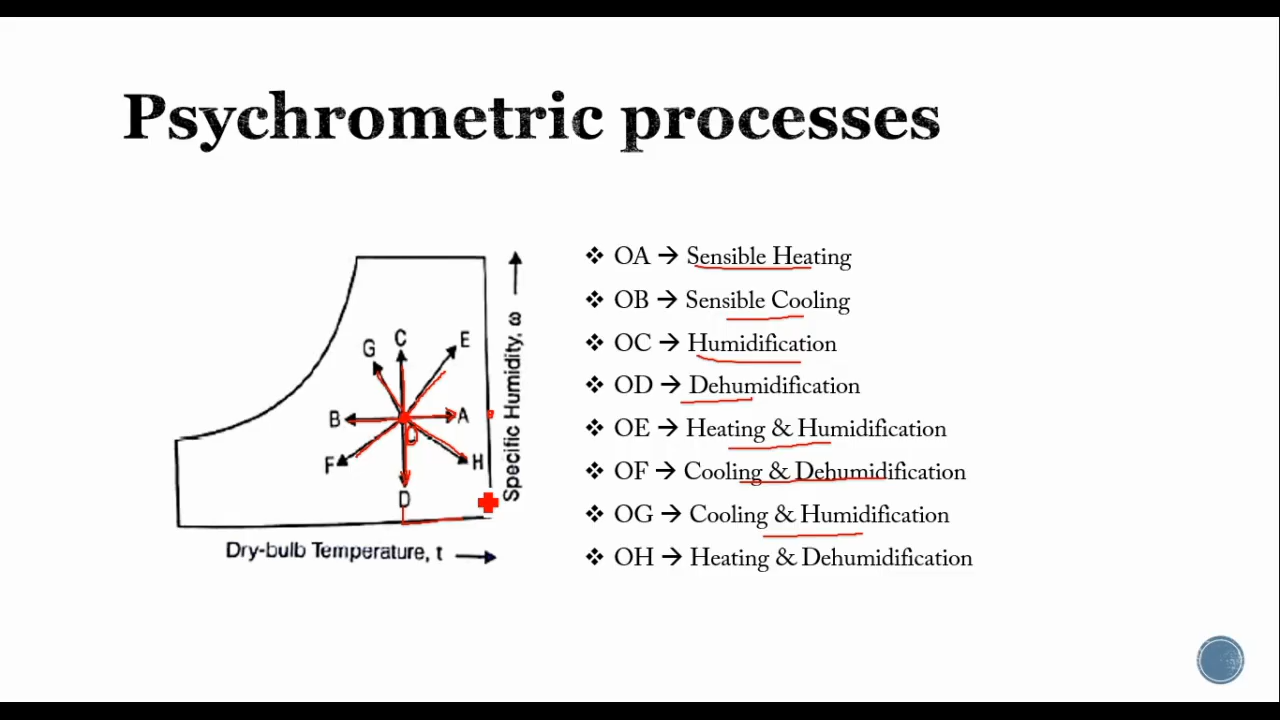 Psychrometric processes
❖ OA → Sensible Heating
❖ OB → Sensible Cooling
❖ OC → Humidification
❖ OD → Dehumidification
❖ OE → Heating & Humidification
❖ OF → Cooling & Dehumidification
❖ OG → Cooling & Humidification
❖ OH → Heating & Dehumidification
G
C
E
B
A
O
F
H
D
Specific Humidity, ω
Dry-bulb Temperature, t